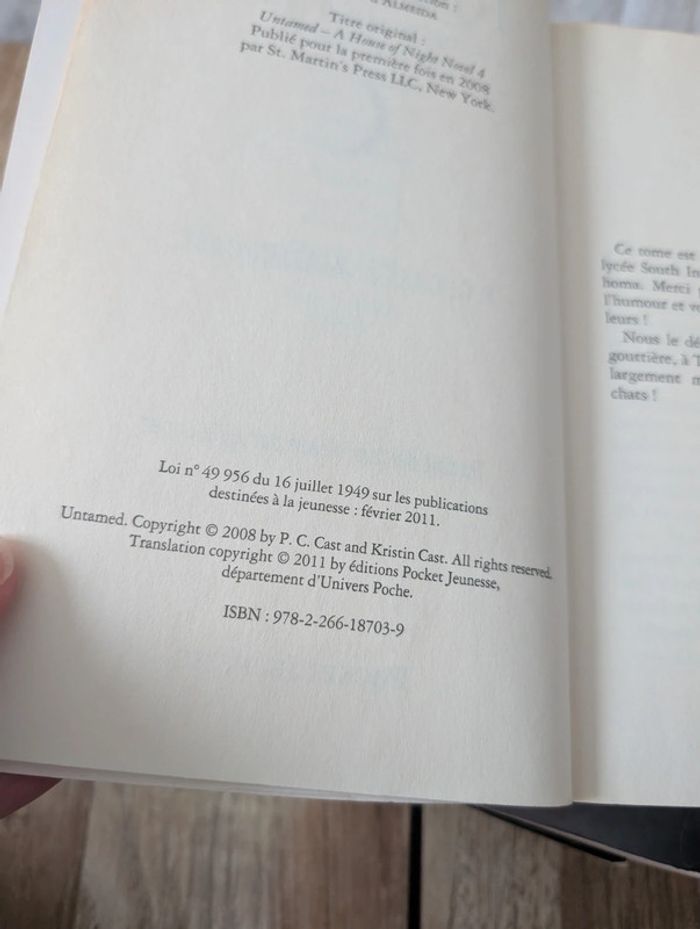 ALMEIDA
Titre original :
Untamed – A House of Night Novel 4
Publié pour la première fois en 2008
par St. Martin's Press LLC, New York.
Loi n° 49 956 du 16 juillet 1949 sur les publications
destinées à la jeunesse : février 2011.
Untamed. Copyright © 2008 by P. C. Cast and Kristin Cast. All rights reserved.
Translation copyright © 2011 by éditions Pocket Jeunesse,
département d'Univers Poche.
ISBN : 978-2-266-18703-9
Ce tome est
lycée South In
homa. Merci
l'humour et
leurs !
Nous le dé
gouttière, à T
largement
chats !